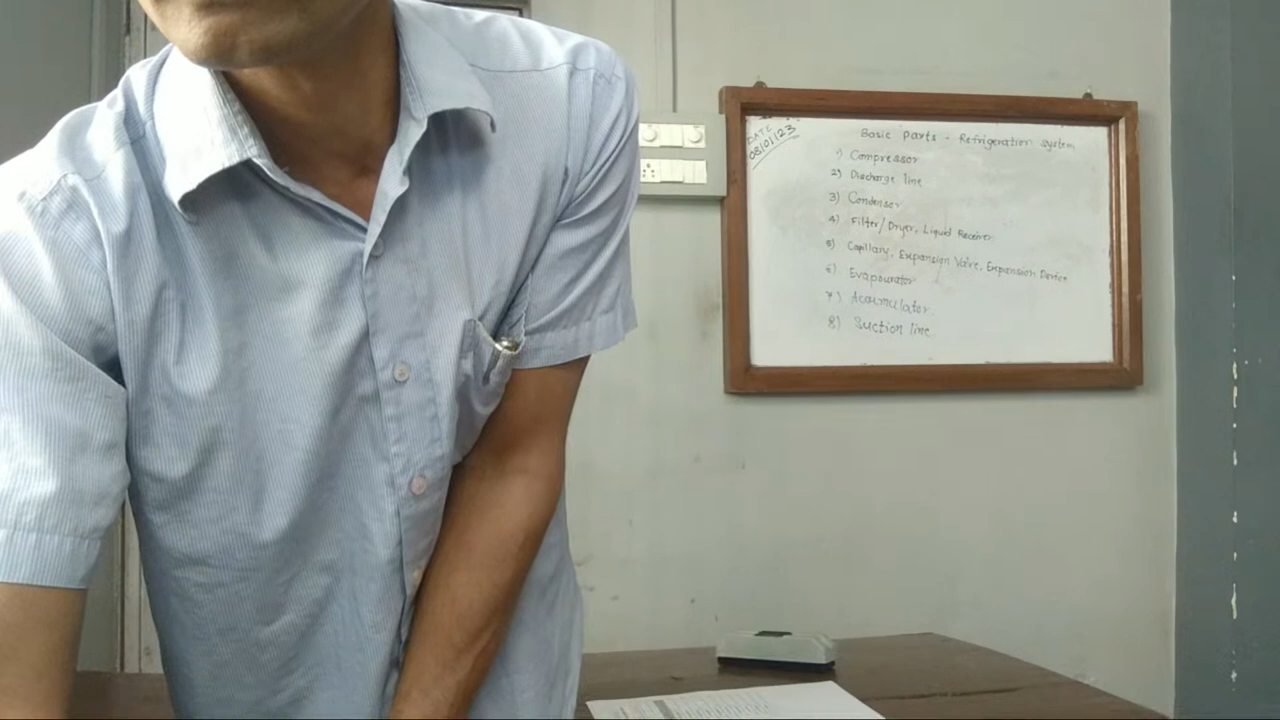 DATE
08/01/23
Basic parts - Refrigeration system
1) Compressor
2) Discharge line
3) Condensor
4) Filter/Dryer, Liquid Receiver
5) Capillary, Expansion Valve, Expansion Device
6) Evapourator
7) Accumulator
8) Suction line